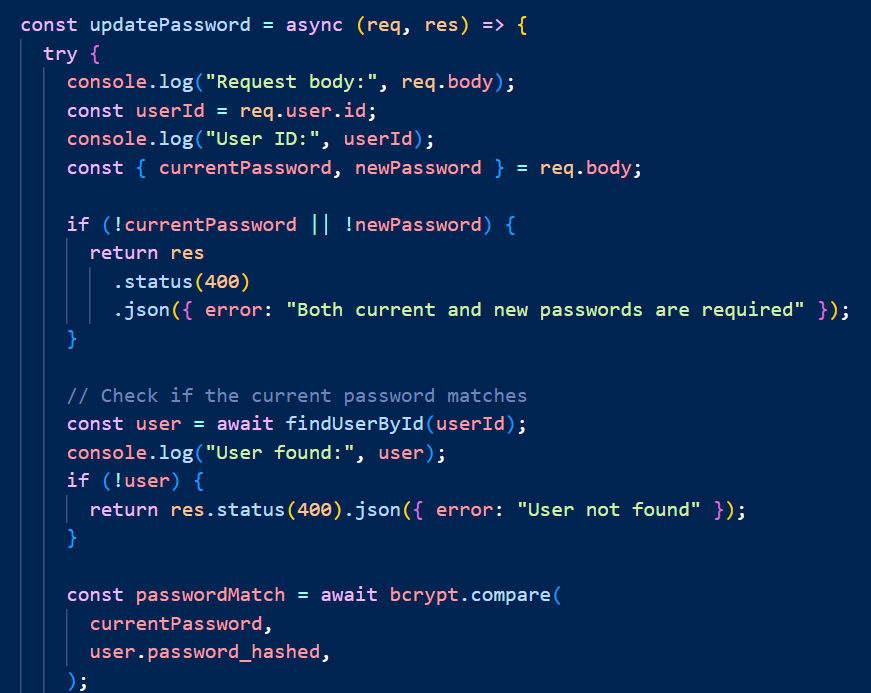 const updatePassword = async (req, res) => {
try {
console.log("Request body:", req.body);
const userId = req.user.id;
console.log("User ID:", userId);
const { currentPassword, newPassword } = req.body;
if (!currentPassword || !newPassword) {
return res
.status(400)
.json({ error: "Both current and new passwords are required" });
}
// Check if the current password matches
const user = await findUserById(userId);
console.log("User found:", user);
if (!user) {
return res.status(400).json({ error: "User not found" });
}
const passwordMatch = await bcrypt.compare(
currentPassword,
user.password_hashed,
);